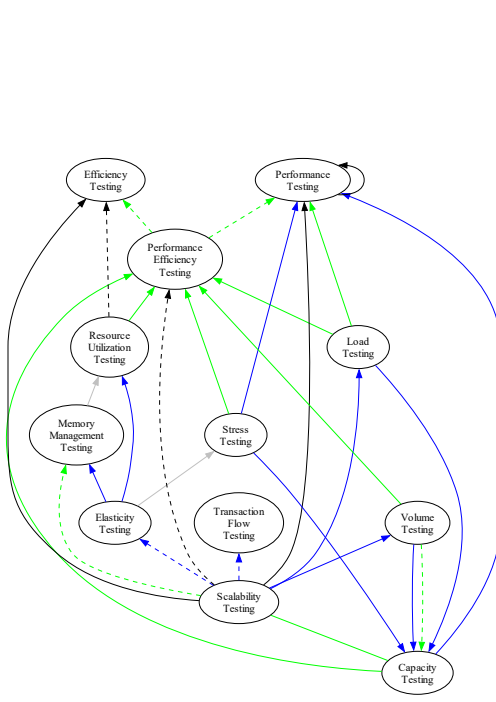 Efficiency
Testing
Performance
Testing
Performance
Efficiency
Testing
Resource
Utilization
Testing
Load
Testing
Memory
Management
Testing
Stress
Testing
Elasticity
Testing
Transaction
Flow
Testing
Volume
Testing
Scalability
Testing
Capacity
Testing